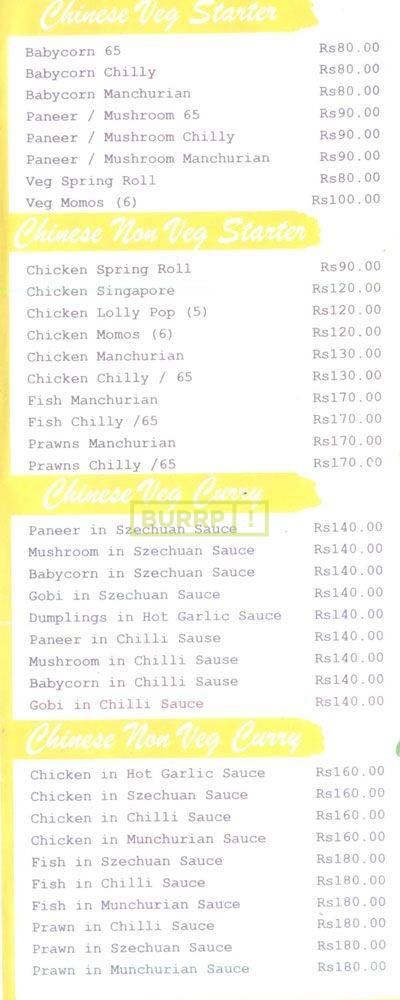 Chinese Veg Starter
Babycorn 65 Rs80.00
Babycorn Chilly Rs80.00
Babycorn Manchurian Rs80.00
Paneer / Mushroom 65 Rs90.00
Paneer / Mushroom Chilly Rs90.00
Paneer / Mushroom Manchurian Rs90.00
Veg Spring Roll Rs80.00
Veg Momos (6) Rs100.00
Chinese Non Veg Starter
Chicken Spring Roll Rs90.00
Chicken Singapore Rs120.00
Chicken Lolly Pop (5) Rs120.00
Chicken Momos (6) Rs120.00
Chicken Manchurian Rs130.00
Chicken Chilly / 65 Rs130.00
Fish Manchurian Rs170.00
Fish Chilly /65 Rs170.00
Prawns Manchurian Rs170.00
Prawns Chilly /65 Rs170.00
Chinese Veg Curry
BURRP!
Paneer in Szechuan Sauce Rs140.00
Mushroom in Szechuan Sauce Rs140.00
Babycorn in Szechuan Sauce Rs140.00
Gobi in Szechuan Sauce Rs140.00
Dumplings in Hot Garlic Sauce Rs140.00
Paneer in Chilli Sause Rs140.00
Mushroom in Chilli Sause Rs140.00
Babycorn in Chilli Sause Rs140.00
Gobi in Chilli Sauce Rs140.00
Chinese Non Veg Curry
Chicken in Hot Garlic Sauce Rs160.00
Chicken in Szechuan Sauce Rs160.00
Chicken in Chilli Sauce Rs160.00
Chicken in Munchurian Sauce Rs160.00
Fish in Szechuan Sauce Rs180.00
Fish in Chilli Sauce Rs180.00
Fish in Munchurian Sauce Rs180.00
Prawn in Chilli Sauce Rs180.00
Prawn in Szechuan Sauce Rs180.00
Prawn in Munchurian Sauce Rs180.00